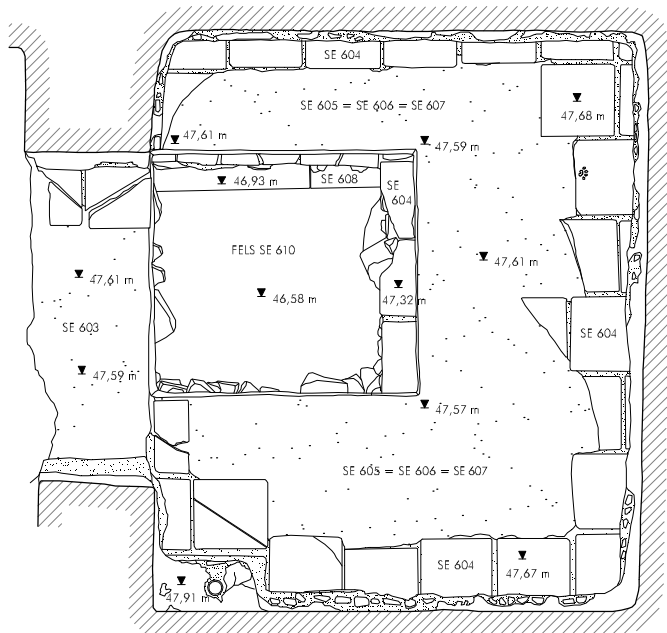 SE 604
SE 605 = SE 606 = SE 607
47,68 m
47,61 m
47,59 m
46,93 m
SE 608
SE
604
FELS SE 610
47,61 m
47,61 m
46,58 m
47,32 m
SE 603
SE 604
47,59 m
47,57 m
SE 605 = SE 606 = SE 607
SE 604
47,67 m
47,91 m